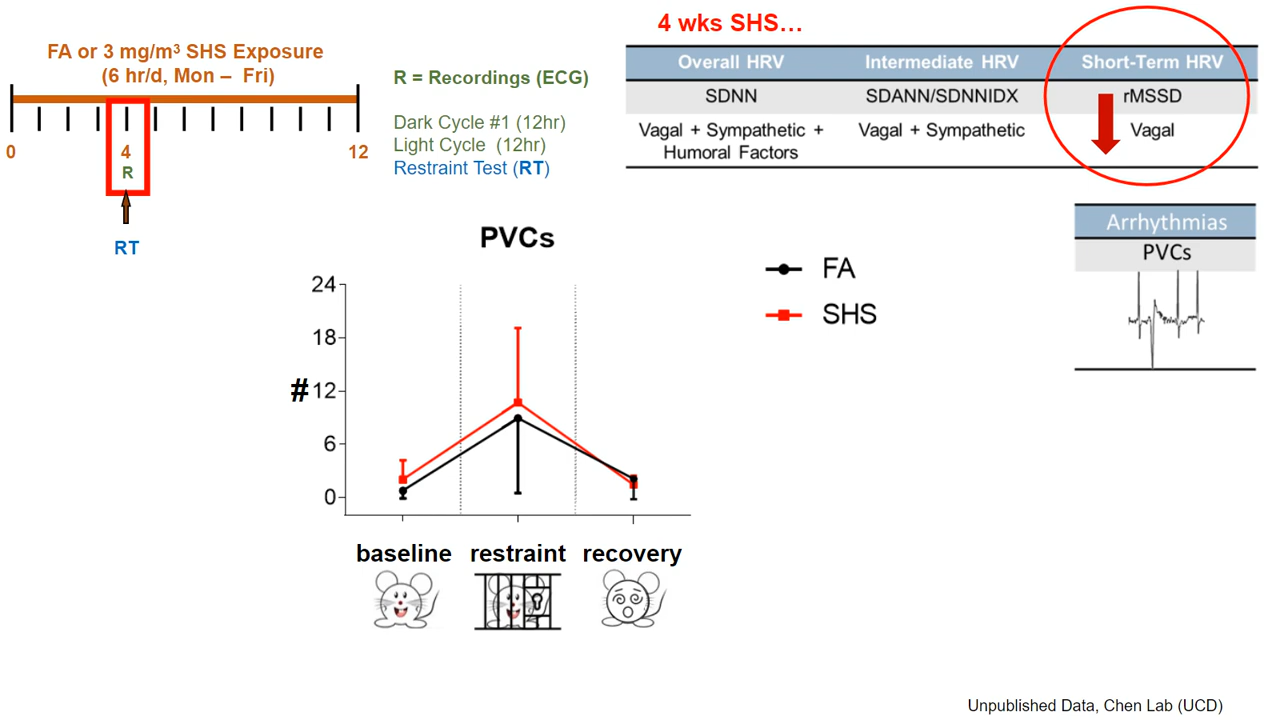 4 wks SHS…
FA or 3 mg/m³ SHS Exposure
(6 hr/d, Mon – Fri)
0
4
12
R
RT
R = Recordings (ECG)
Dark Cycle #1 (12hr)
Light Cycle (12hr)
Restraint Test (RT)
Overall HRV Intermediate HRV Short-Term HRV
SDNN SDANN/SDNNIDX rMSSD
Vagal + Sympathetic + Vagal + Sympathetic Vagal
Humoral Factors
Arrhythmias
PVCs
PVCs
#
24
18
12
6
0
FA
SHS
baseline restraint recovery
Unpublished Data, Chen Lab (UCD)